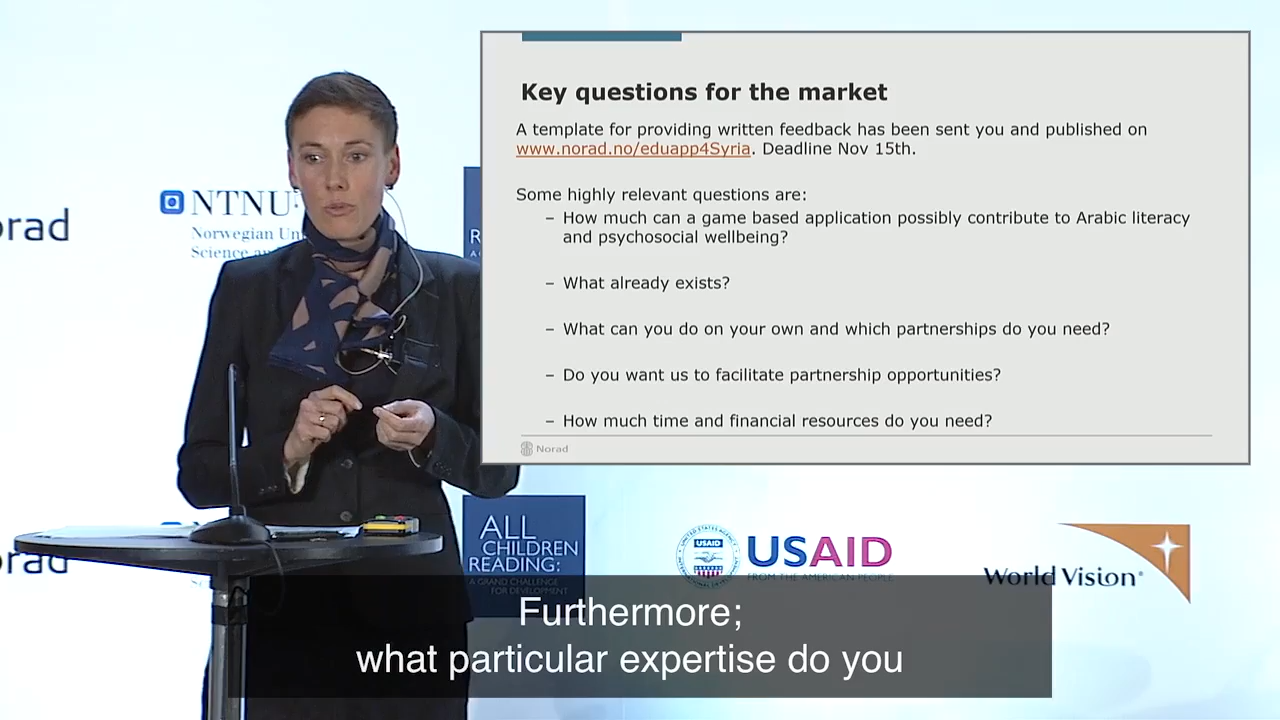 Key questions for the market
A template for providing written feedback has been sent you and published on
www.norad.no/eduapp4Syria. Deadline Nov 15th.
Some highly relevant questions are:
– How much can a game based application possibly contribute to Arabic literacy
and psychosocial wellbeing?
– What already exists?
– What can you do on your own and which partnerships do you need?
– Do you want us to facilitate partnership opportunities?
– How much time and financial resources do you need?
Norad
orad
NTNU
Norwegian Un
Science an
R
orad
ALL
CHILDREN
READING:
A GRAND CHALLENGE
FOR DEVELOPMENT
USAID
USAID
FROM THE AMERICAN PEOPLE
World Vision
Furthermore;
what particular expertise do you